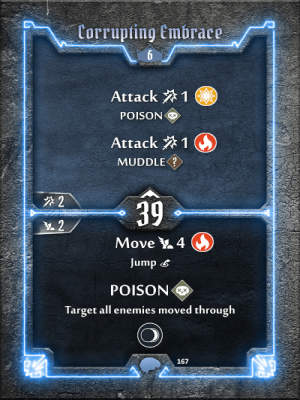 Corrupting Embrace
6
Attack 1
POISON
Attack 1
MUDDLE ?
2
39
2
Move 4
Jump
POISON
Target all enemies moved through
167